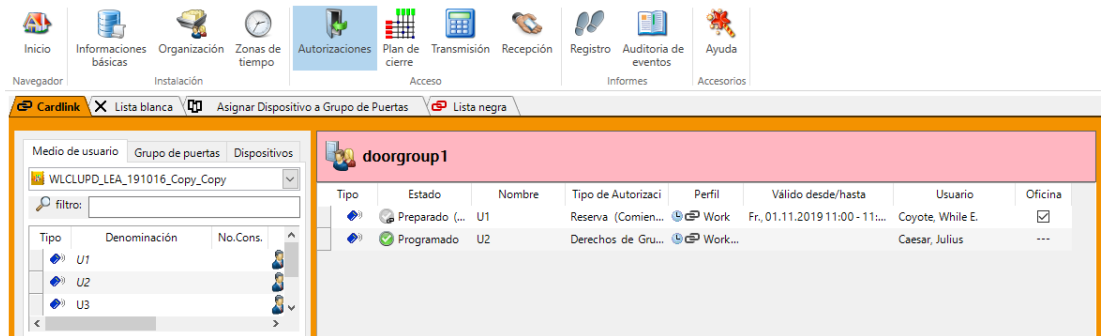 Inicio
Informaciones básicas
Organización
Zonas de tiempo
Autorizaciones
Plan de cierre
Transmisión
Recepción
Registro
Auditoria de eventos
Ayuda
Navegador
Instalación
Acceso
Informes
Accesorios
Cardlink
Lista blanca
Asignar Dispositivo a Grupo de Puertas
Lista negra
Medio de usuario
Grupo de puertas
Dispositivos
WLCLUPD_LEA_191016_Copy_Copy
filtro:
Tipo Denominación No.Cons.
U1
U2
U3
doorgroup1
Tipo Estado Nombre Tipo de Autorizaci Perfil Válido desde/hasta Usuario Oficina
Preparado (... U1 Reserva (Comien... Work Fr., 01.11.2019 11:00 - 11:... Coyote, While E.
Programado U2 Derechos de Gru... Work... Caesar, Julius ---